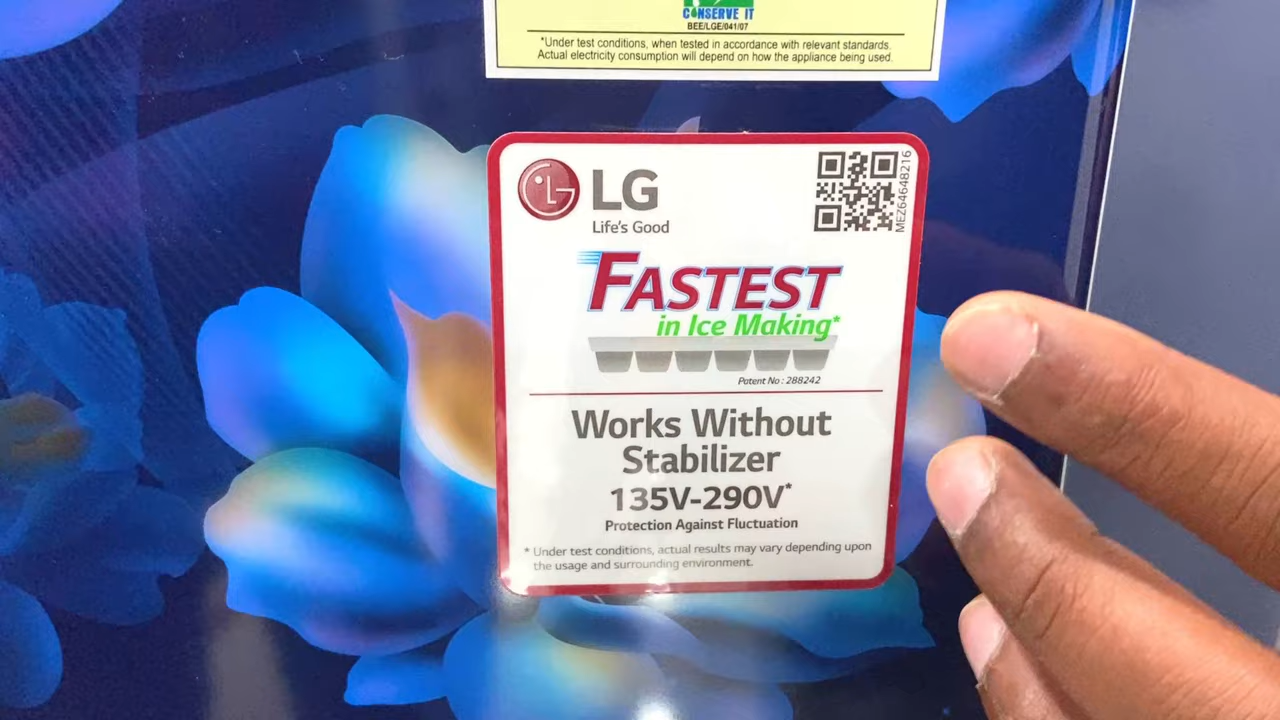 CONSERVE IT
BEE/LGE/041/07
*Under test conditions, when tested in accordance with relevant standards.
Actual electricity consumption will depend on how the appliance being used.
LG
Life's Good
MEZ64648216
FASTEST
in Ice Making*
Patent No : 288242
Works Without
Stabilizer
135V-290V*
Protection Against Fluctuation
* Under test conditions, actual results may vary depending upon
the usage and surrounding environment.